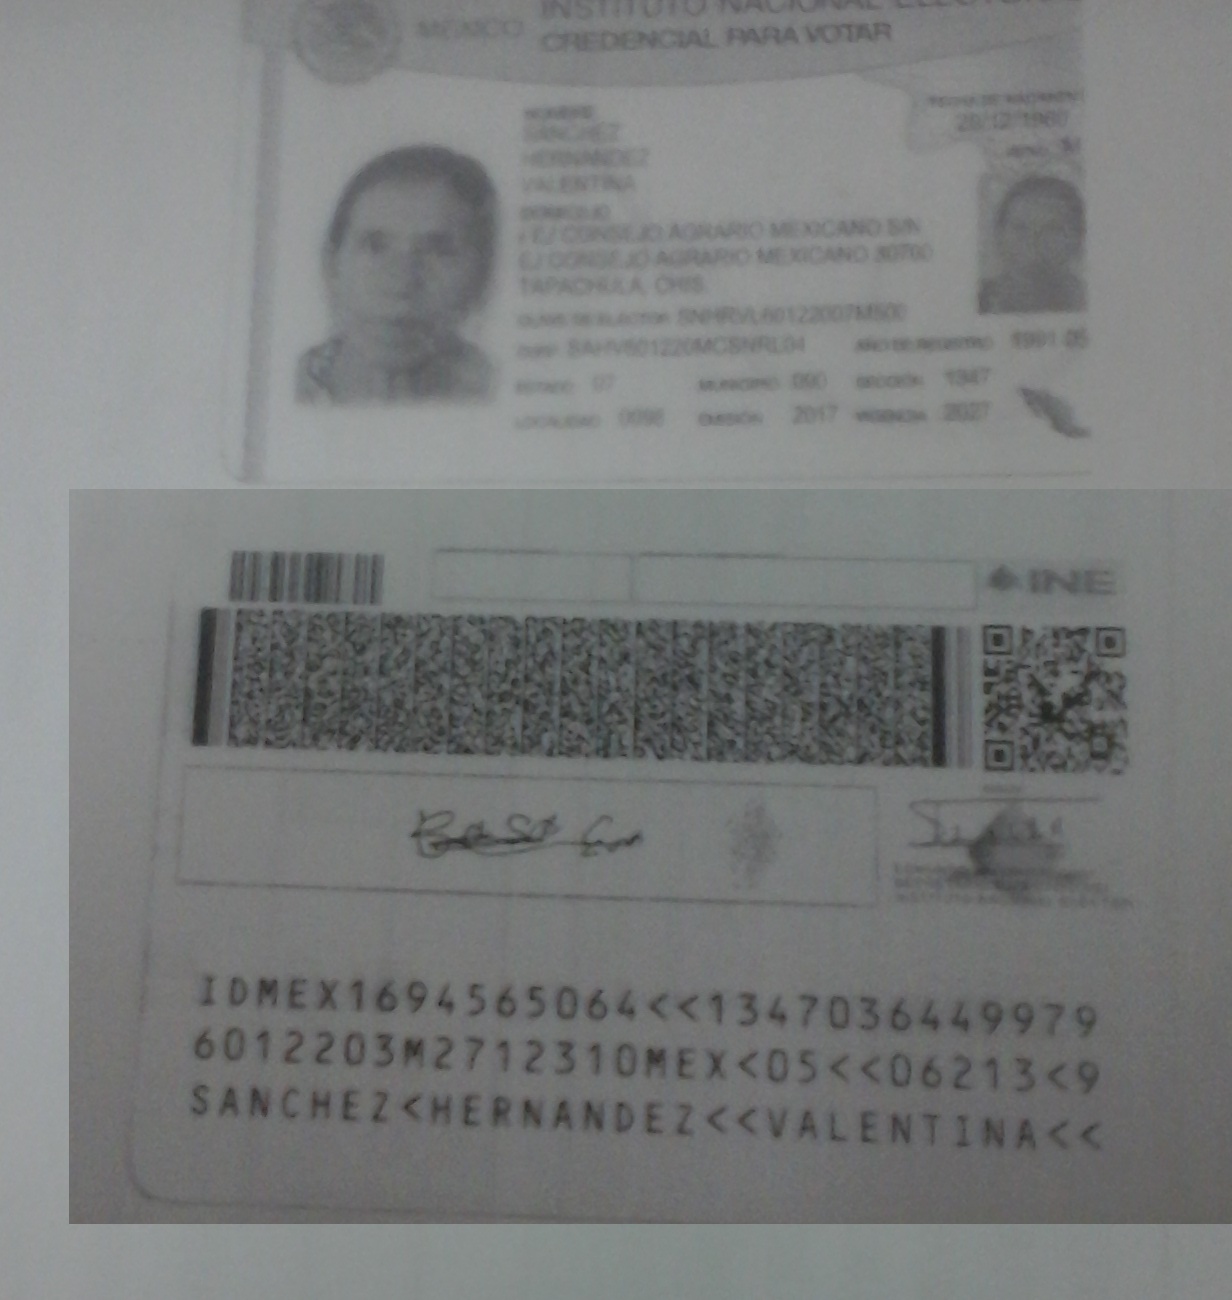 MÉXICO INSTITUTO NACIONAL ELECTORAL
CREDENCIAL PARA VOTAR
NOMBRE
SANCHEZ
HERNANDEZ
VALENTINA
FECHA DE NACIMIENTO
20/12/1960
SEXO M
DOMICILIO
EJ CONSEJO AGRARIO MEXICANO S/N
EJ CONSEJO AGRARIO MEXICANO 30700
TAPACHULA, CHIS.
CLAVE DE ELECTOR SNHRVL60122007M500
CURP SAHV601220MCSNRL04 AÑO DE REGISTRO 1991 05
ESTADO 07 MUNICIPIO 090 SECCIÓN 1347
LOCALIDAD EMISIÓN 2017 VIGENCIA 2027
INE
IDMEX1694565064<<1347036449979
6012203M2712310MEX<05<<06213<9
SANCHEZ<HERNANDEZ<<VALENTINA<<